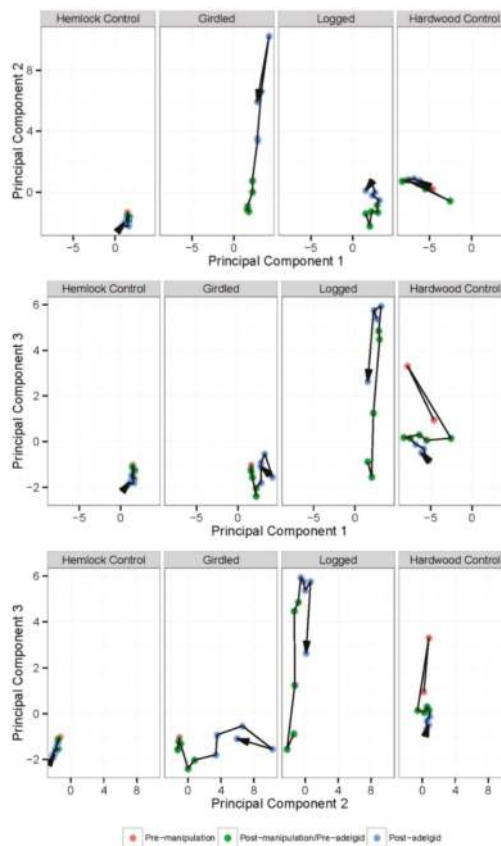 Hemlock Control Girdled Logged Hardwood Control
Principal Component 2
8
4
0
−5 0 −5 0 −5 0 −5 0
Principal Component 1
Hemlock Control Girdled Logged Hardwood Control
Principal Component 3
6
4
2
0
−2
−5 0 −5 0 −5 0 −5 0
Principal Component 1
Hemlock Control Girdled Logged Hardwood Control
Principal Component 3
6
4
2
0
−2
0 4 8 0 4 8 0 4 8 0 4 8
Principal Component 2
Pre-manipulation Post-manipulation/Pre-adelgid Post-adelgid